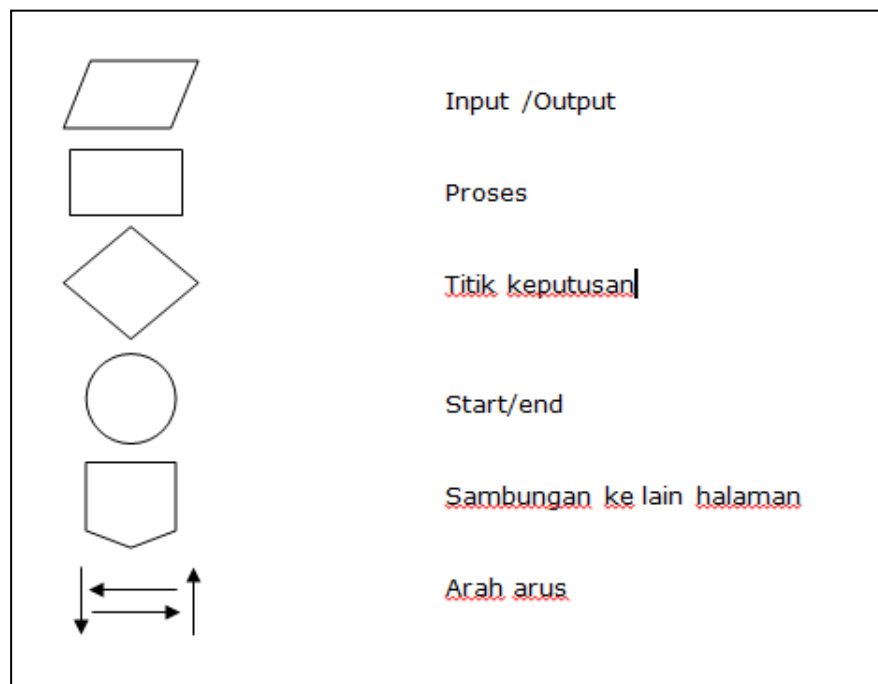 Input /Output
Proses
Titik keputusan
Start/end
Sambungan ke lain halaman
Arah arus